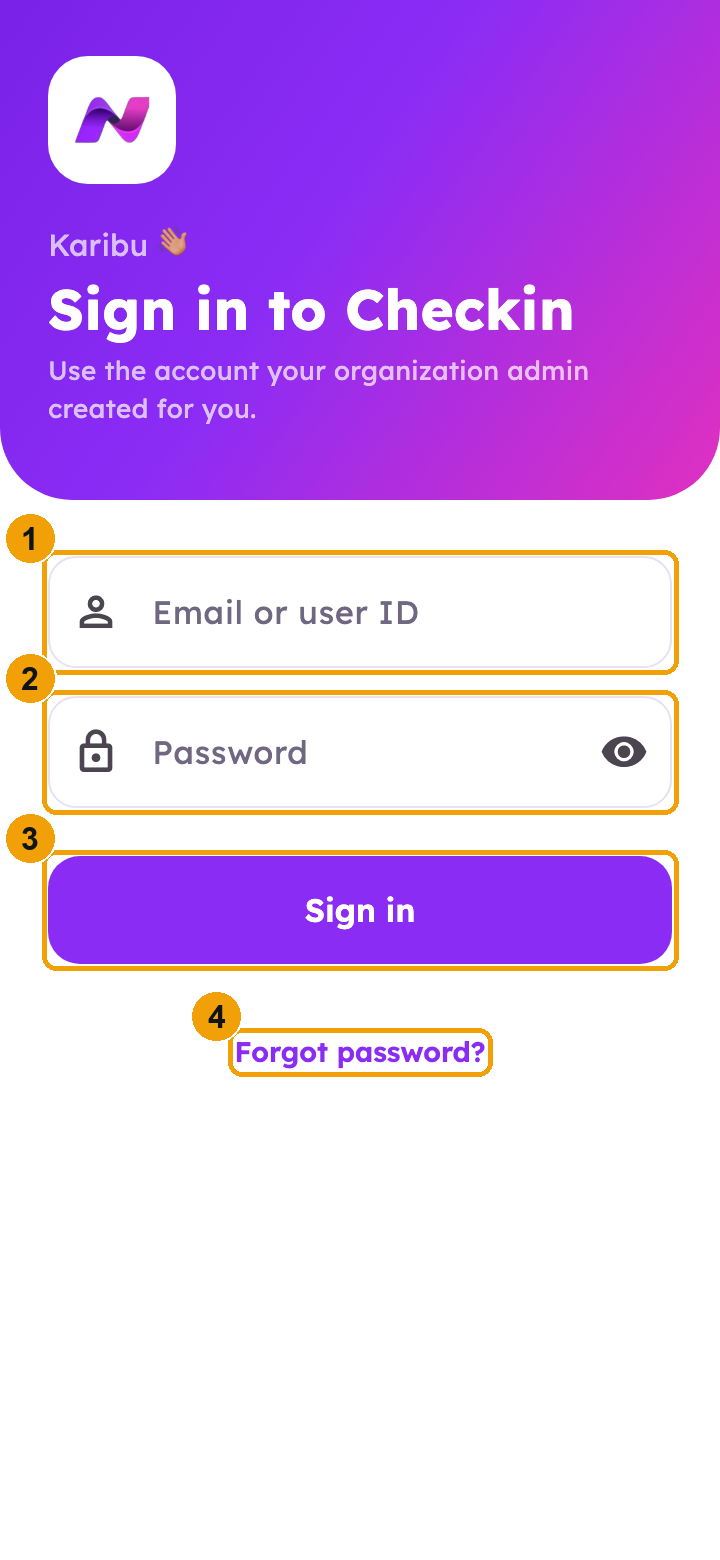 Karibu 👋🏽
Sign in to Checkin
Use the account your organization admin
created for you.
1
Email or user ID
2
Password
3
Sign in
4
Forgot password?